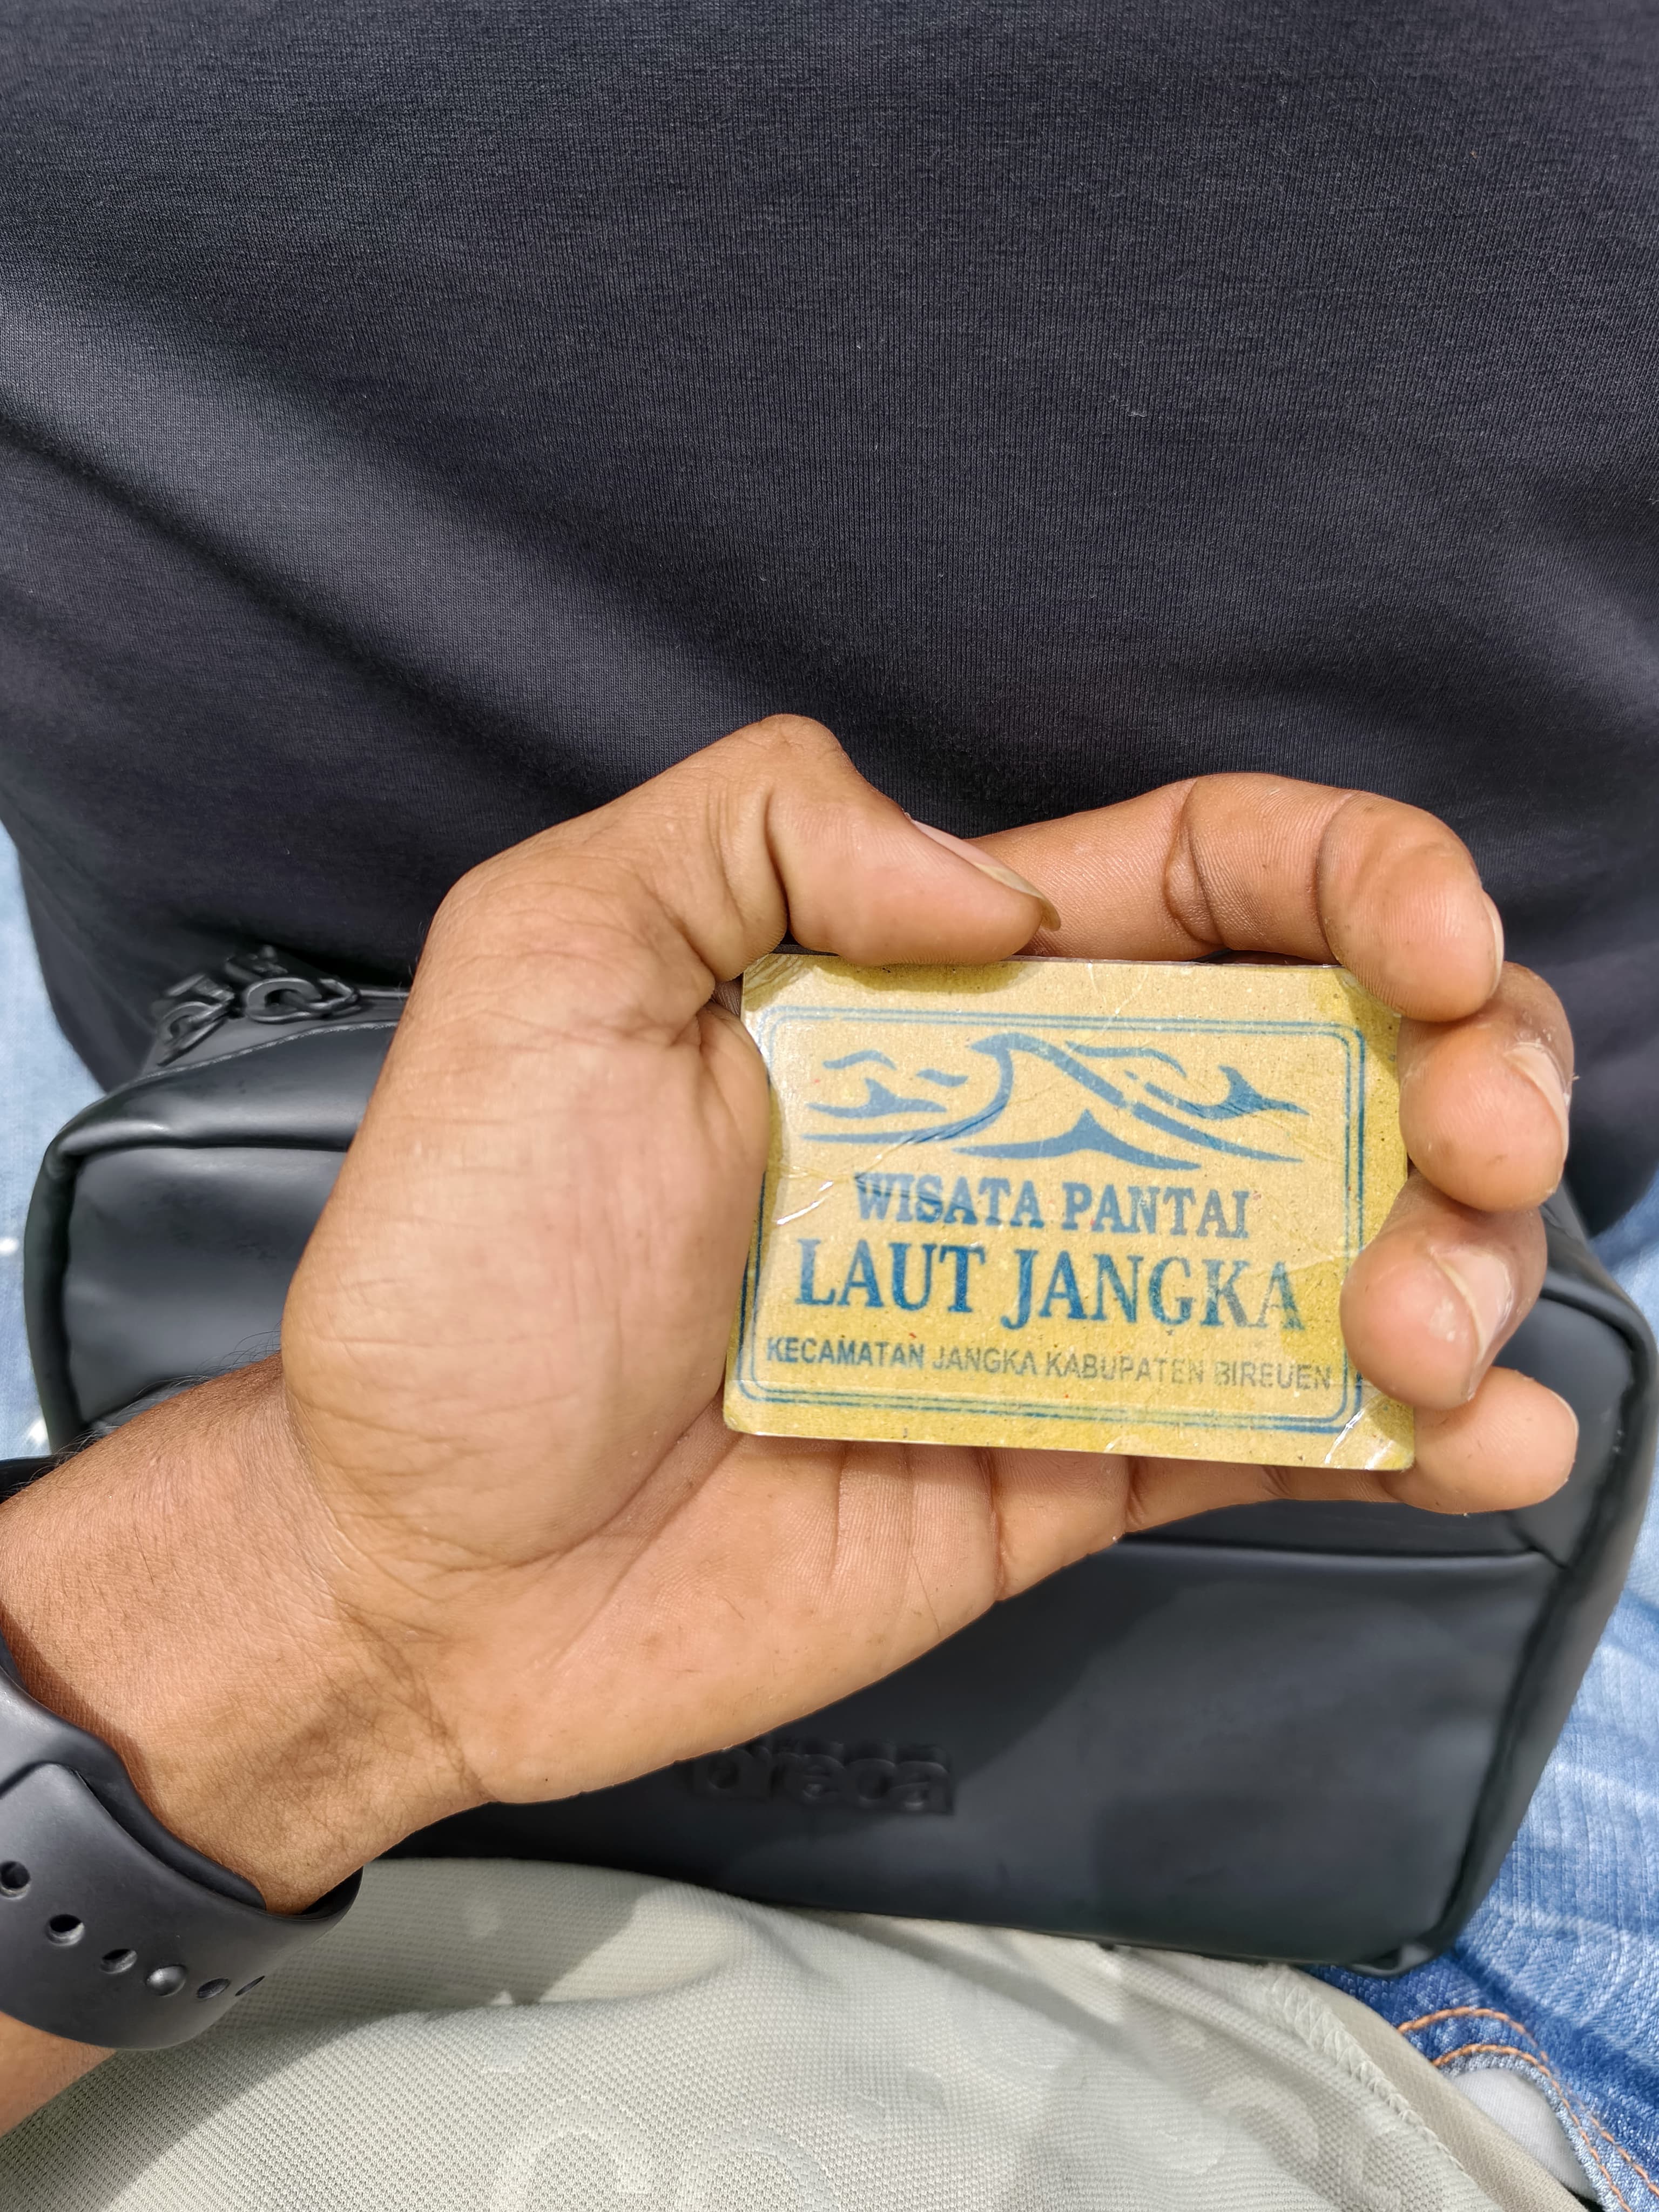 WISATA PANTAI
LAUT JANGKA
KECAMATAN JANGKA KABUPATEN BIREUEN